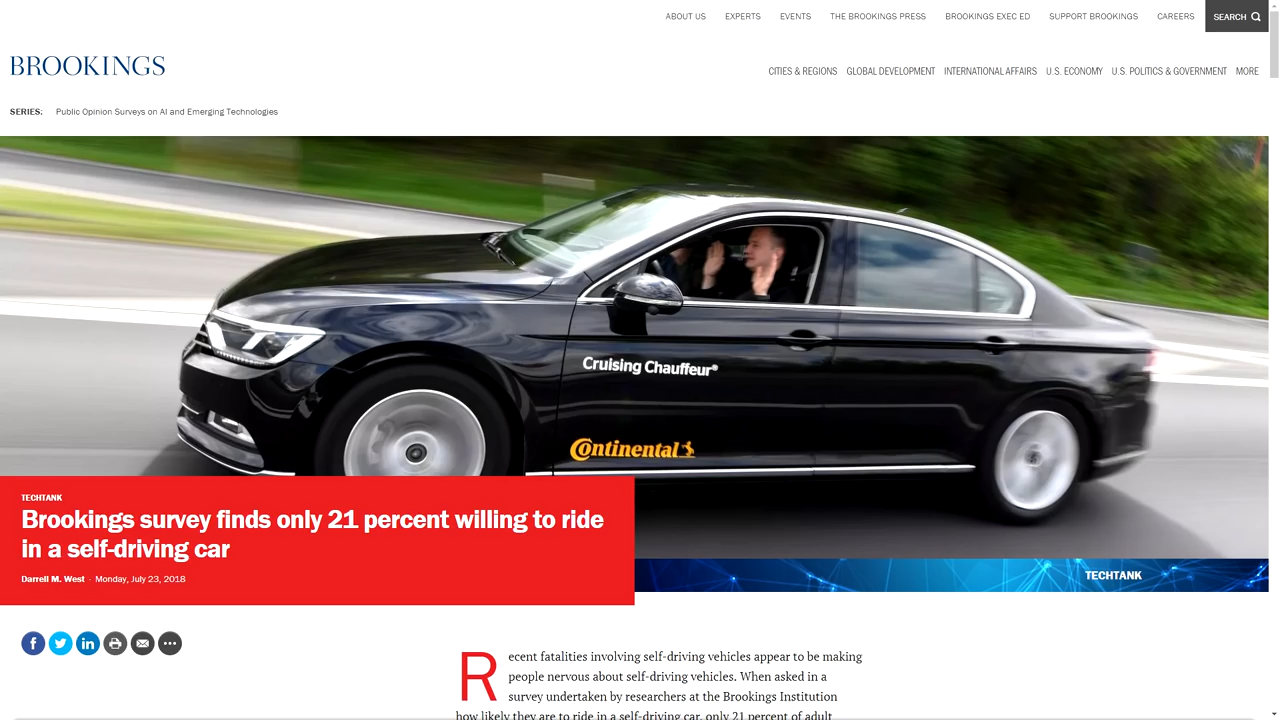 ABOUT US EXPERTS EVENTS THE BROOKINGS PRESS BROOKINGS EXEC ED SUPPORT BROOKINGS CAREERS SEARCH
BROOKINGS
CITIES & REGIONS GLOBAL DEVELOPMENT INTERNATIONAL AFFAIRS U.S. ECONOMY U.S. POLITICS & GOVERNMENT MORE
SERIES: Public Opinion Surveys on AI and Emerging Technologies
Cruising Chauffeur®
Continental
TECHTANK
Brookings survey finds only 21 percent willing to ride
in a self-driving car
Darrell M. West · Monday, July 23, 2018
TECHTANK
Recent fatalities involving self-driving vehicles appear to be making
people nervous about self-driving vehicles. When asked in a
survey undertaken by researchers at the Brookings Institution
how likely they are to ride in a self-driving car, only 21 percent of adult